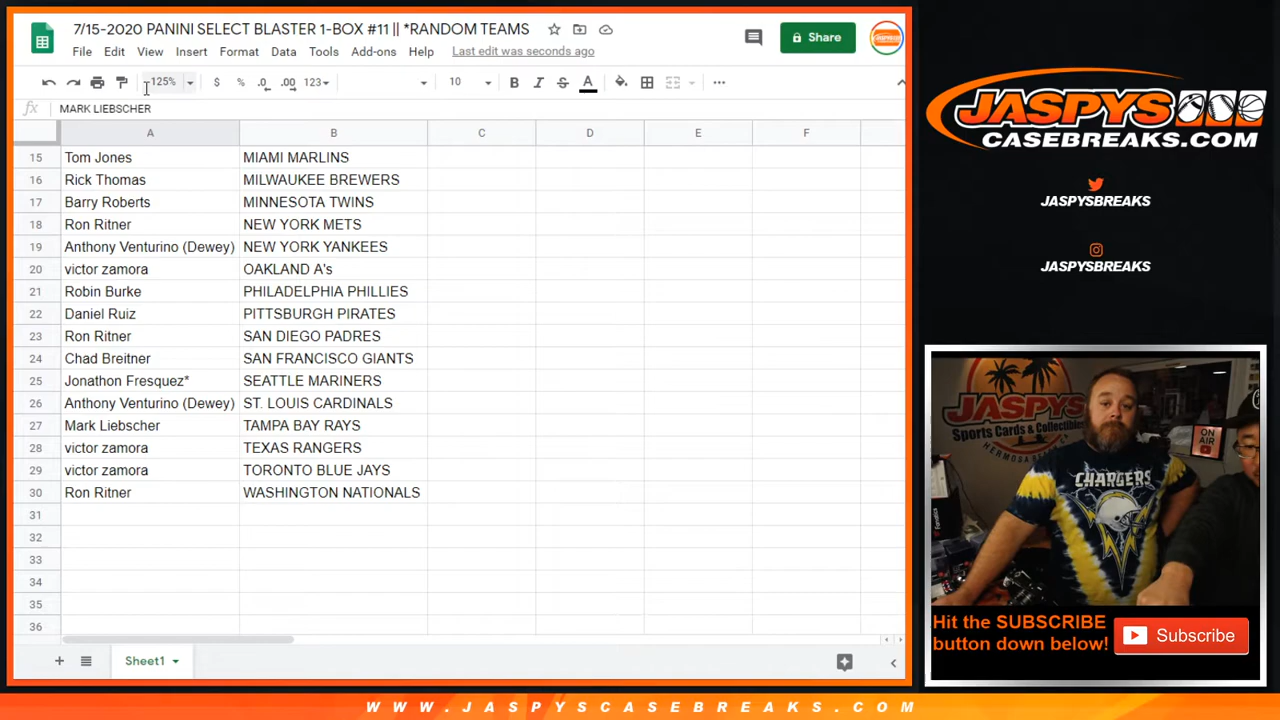 7/15-2020 PANINI SELECT BLASTER 1-BOX #11 || *RANDOM TEAMS
File Edit View Insert Format Data Tools Add-ons Help Last edit was seconds ago
Share
125% $ % .0 .00 123 10 B I S A
fx MARK LIEBSCHER
A B C D E F
15 Tom Jones MIAMI MARLINS
16 Rick Thomas MILWAUKEE BREWERS
17 Barry Roberts MINNESOTA TWINS
18 Ron Ritner NEW YORK METS
19 Anthony Venturino (Dewey) NEW YORK YANKEES
20 victor zamora OAKLAND A's
21 Robin Burke PHILADELPHIA PHILLIES
22 Daniel Ruiz PITTSBURGH PIRATES
23 Ron Ritner SAN DIEGO PADRES
24 Chad Breitner SAN FRANCISCO GIANTS
25 Jonathon Fresquez* SEATTLE MARINERS
26 Anthony Venturino (Dewey) ST. LOUIS CARDINALS
27 Mark Liebscher TAMPA BAY RAYS
28 victor zamora TEXAS RANGERS
29 victor zamora TORONTO BLUE JAYS
30 Ron Ritner WASHINGTON NATIONALS
31
32
33
34
35
36
Sheet1
JASPYS
CASEBREAKS.COM
JASPYSBREAKS
JASPYSBREAKS
JASPYS
Sports Cards & Collectibles
HERMOSA BEACH
ON AIR
CHARGERS
Hit the SUBSCRIBE
button down below!
Subscribe
WWW.JASPYSCASEBREAKS.COM